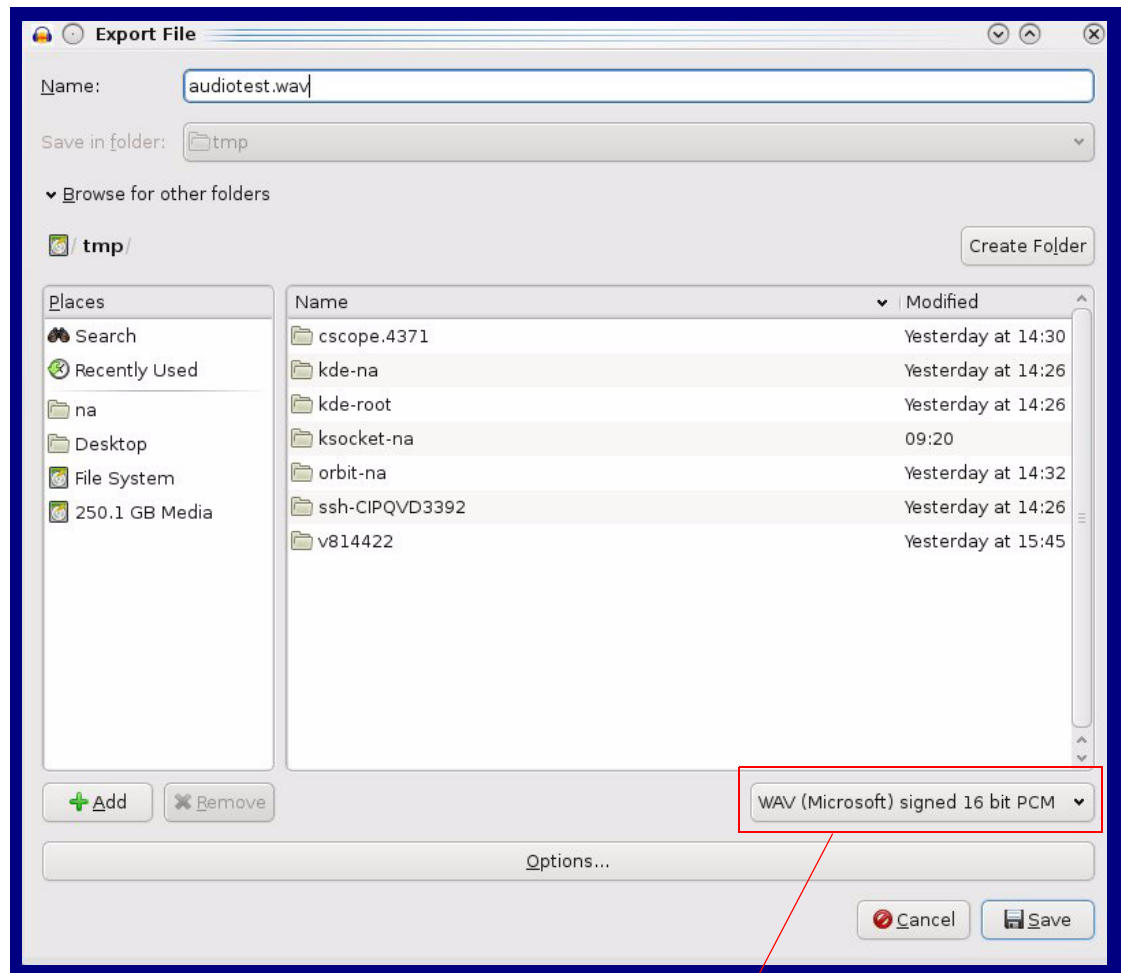 Export File
Name: audiotest.wav
Save in folder: tmp
Browse for other folders
/ tmp/
Create Folder
Places
Search
Recently Used
na
Desktop
File System
250.1 GB Media
Name Modified
cscope.4371 Yesterday at 14:30
kde-na Yesterday at 14:26
kde-root Yesterday at 14:26
ksocket-na 09:20
orbit-na Yesterday at 14:32
ssh-CIPQVD3392 Yesterday at 14:26
v814422 Yesterday at 15:45
Add Remove
WAV (Microsoft) signed 16 bit PCM
Options...
Cancel Save